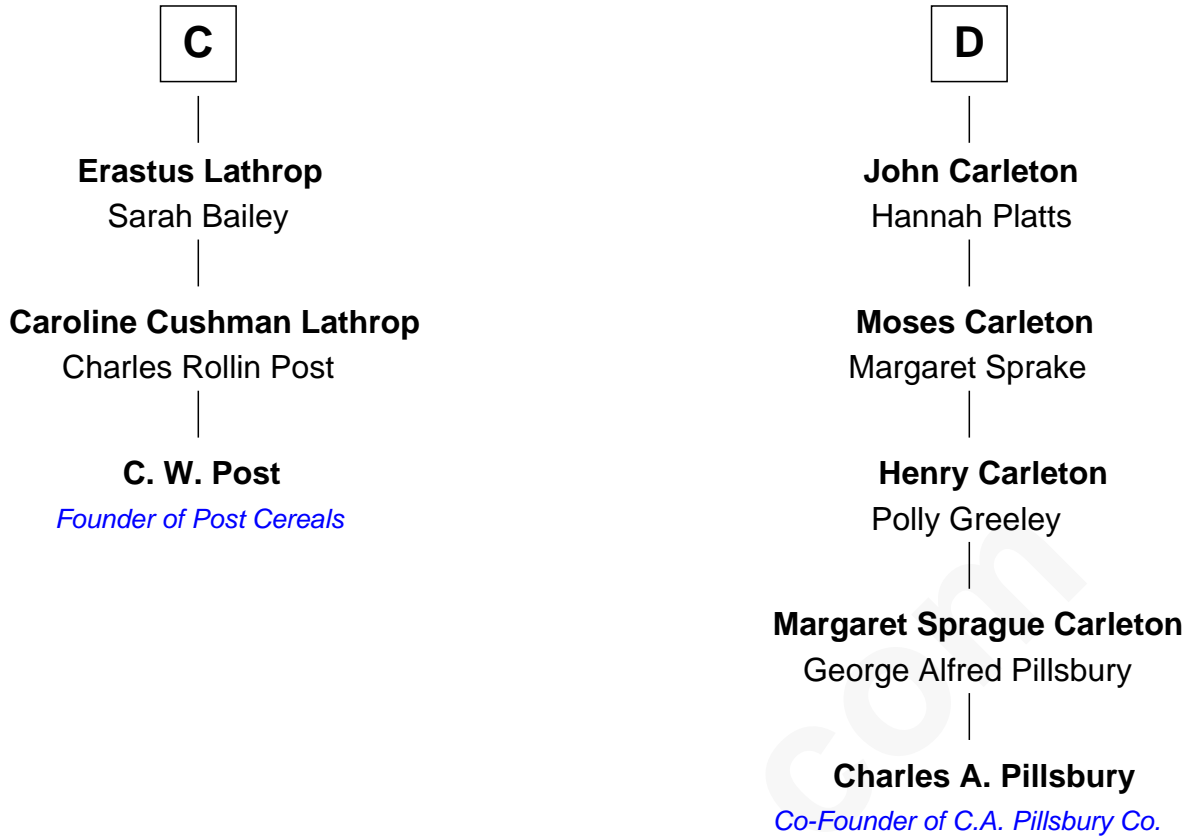 C
Erastus Lathrop
Sarah Bailey
Caroline Cushman Lathrop
Charles Rollin Post
C. W. Post
Founder of Post Cereals
D
John Carleton
Hannah Platts
Moses Carleton
Margaret Sprake
Henry Carleton
Polly Greeley
Margaret Sprague Carleton
George Alfred Pillsbury
Charles A. Pillsbury
Co-Founder of C.A. Pillsbury Co.
com